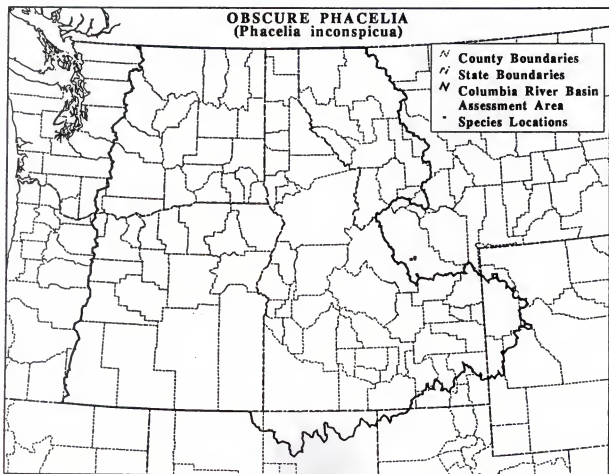 OBSCURE PHACELIA
(Phacelia inconspicua)
County Boundaries
State Boundaries
Columbia River Basin
Assessment Area
Species Locations